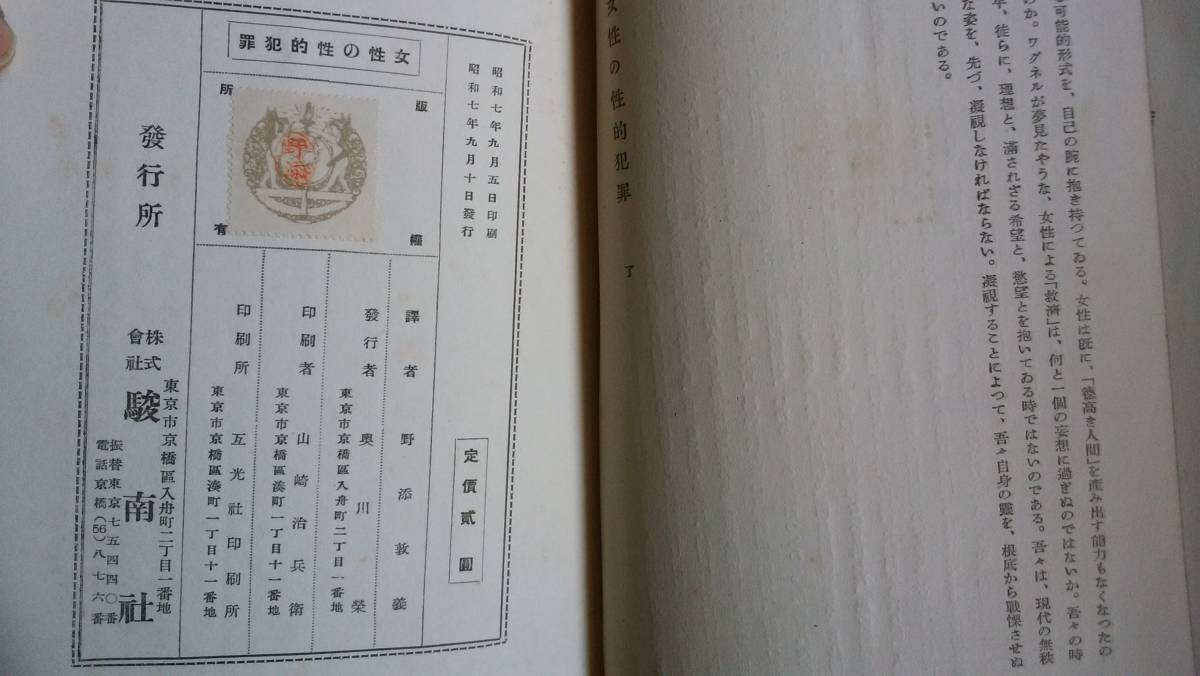 可能的形式を、自己の腕に抱き持つてゐる。女性は既に、「德高き人間」を產み出す能力もなくなつたの
か。ワグネルが夢見たやうな、女性による「救濟」は、何と一個の妄想に過ぎぬのではないか。吾々の時
徒らに、理想と、滿されざる希望と、慾望とを抱いてゐる時ではないのである。吾々は、現代の無秩
な姿を、先づ、凝視しなければならない。凝視することによつて、吾々自身の靈を、根底から戰慄させぬ
いのである。
女性の性的犯罪 了
昭和七年九月五日印刷
昭和七年九月十日發行
定價貳圓
女性の性的犯罪
版權所有
譯者 野添敦義
發行者 東京市京橋區入舟町二丁目一番地 奧川榮
印刷者 東京市京橋區湊町一丁目十一番地 山崎治兵衛
印刷所 東京市京橋區湊町一丁目十一番地 互光社印刷所
發行所
東京市京橋區入舟町二丁目一番地
株式會社 駿南社
振替東京七五四四〇番
電話京橋(56)八七六番